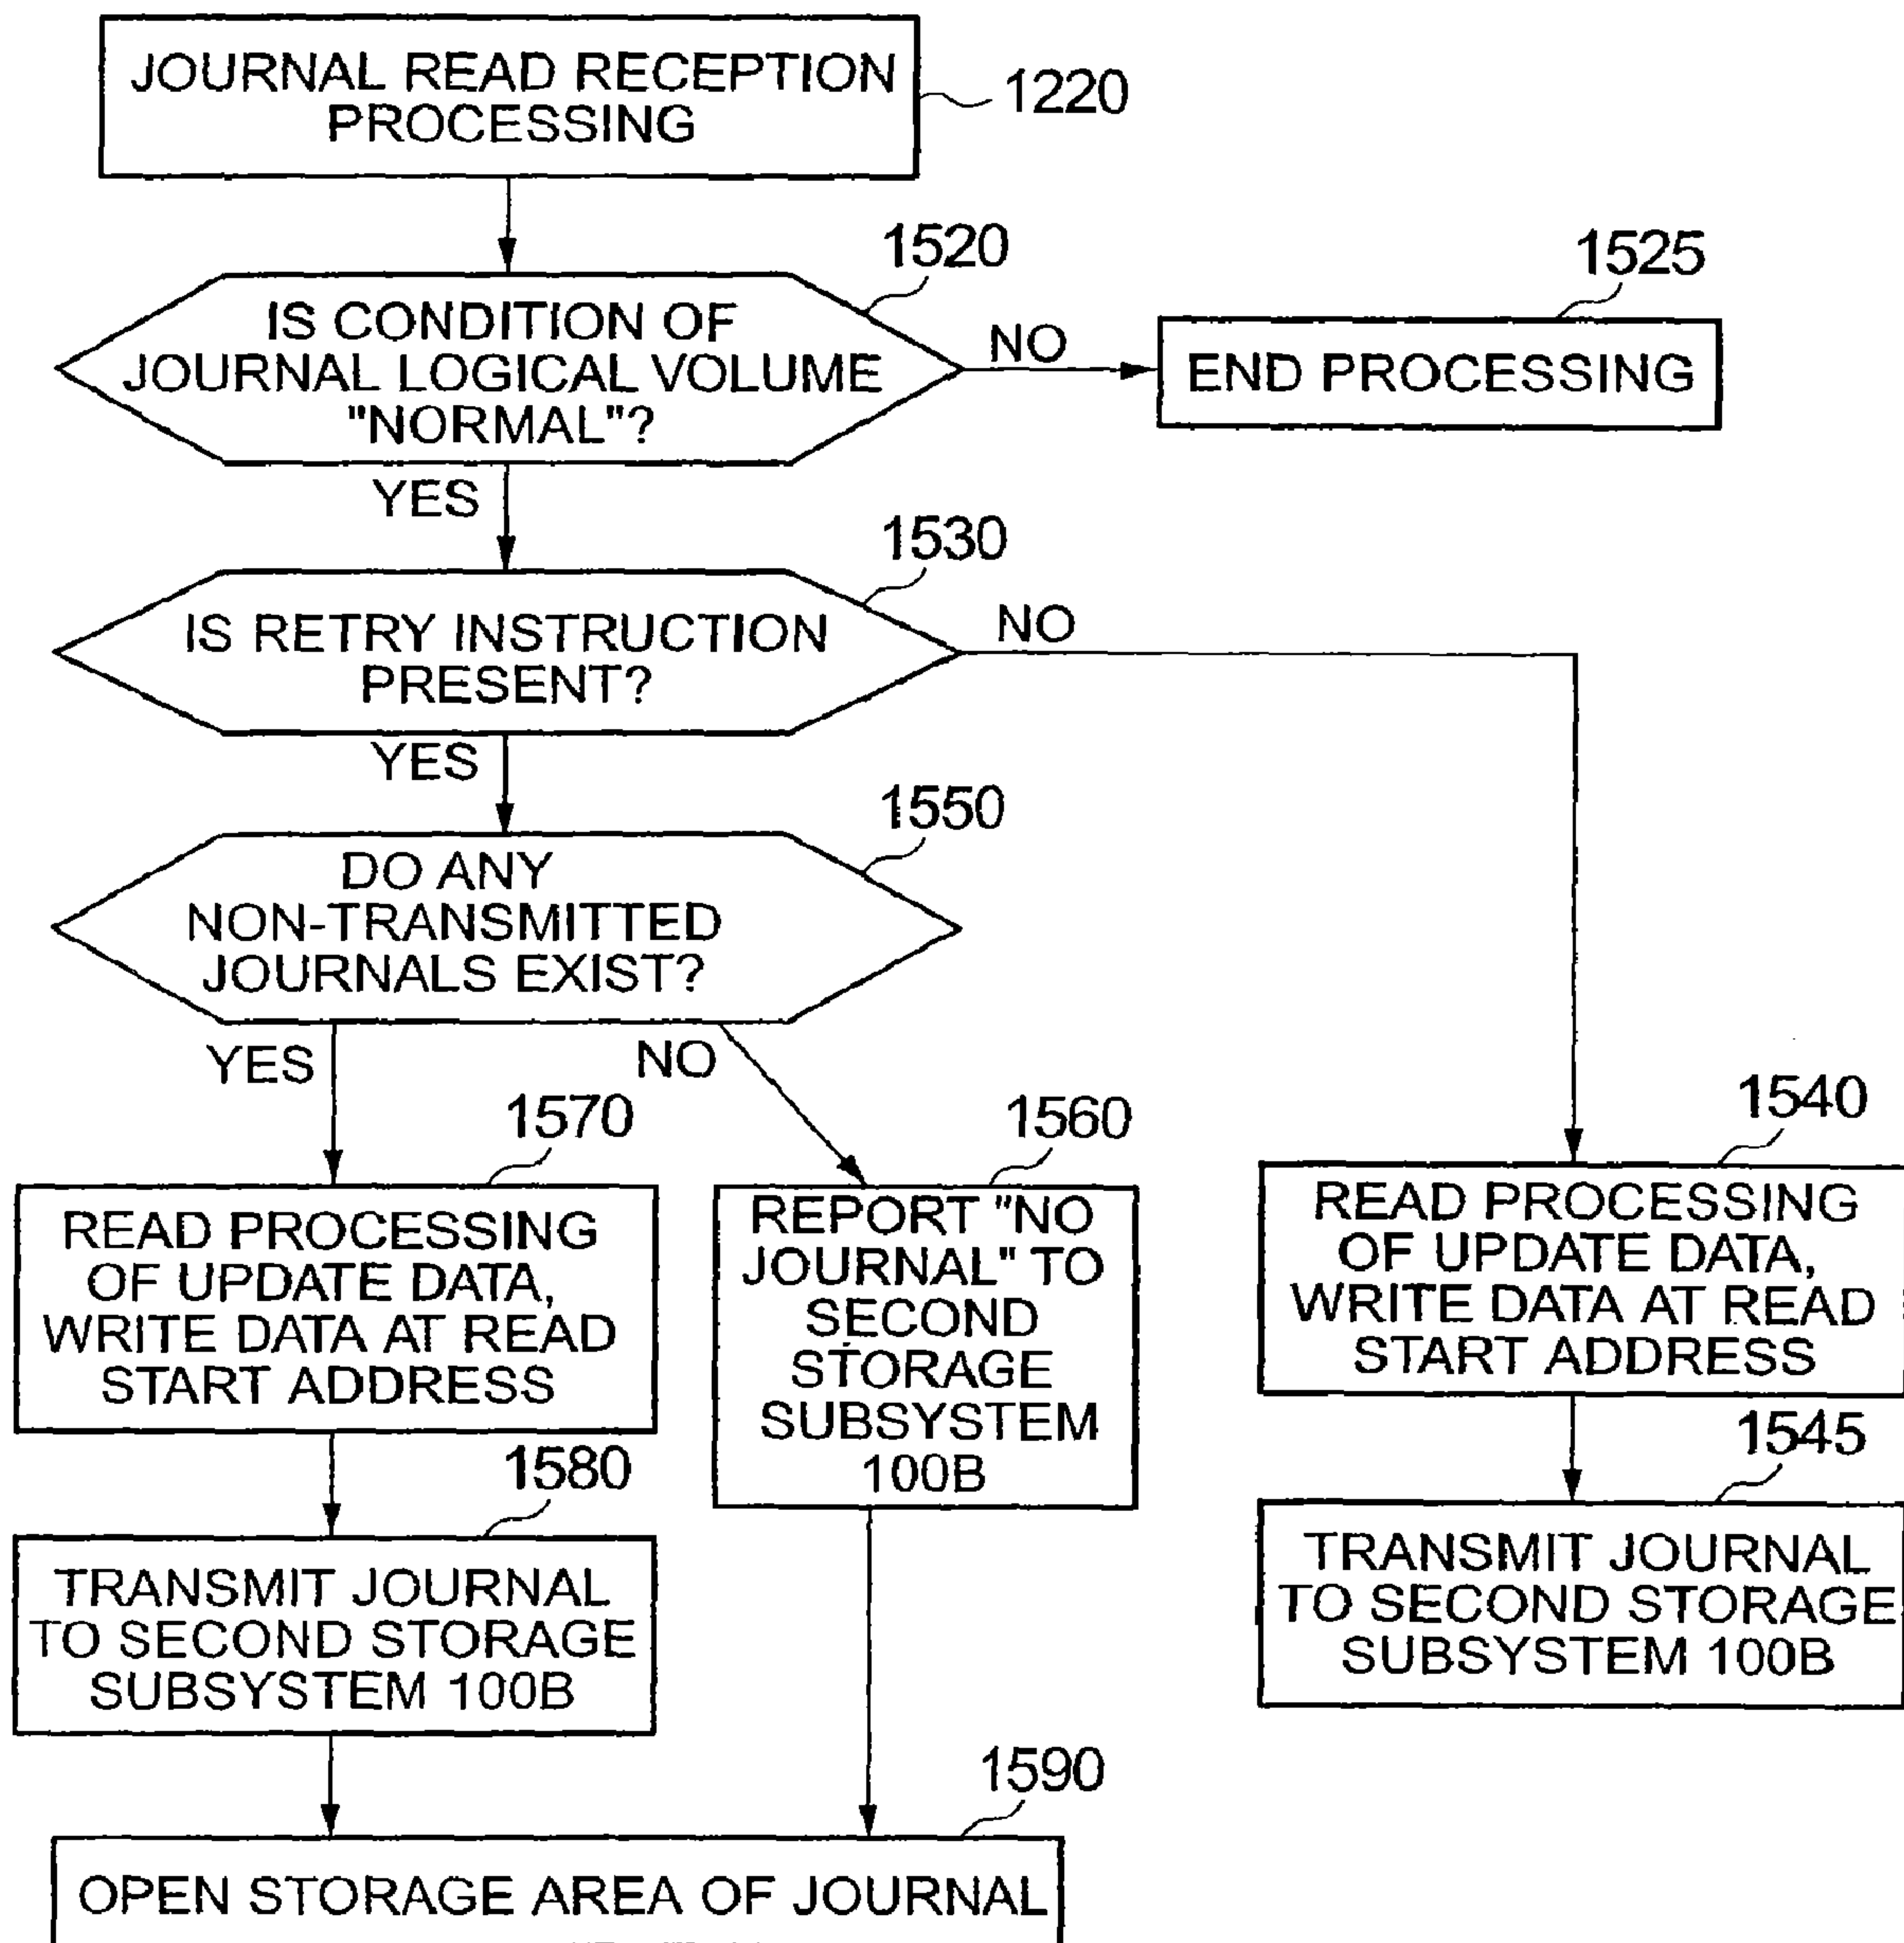 JOURNAL READ RECEPTION
PROCESSING
1220
1520
IS CONDITION OF
JOURNAL LOGICAL VOLUME
"NORMAL"?
NO
1525
END PROCESSING
YES
1530
IS RETRY INSTRUCTION
PRESENT?
NO
YES
1550
DO ANY
NON-TRANSMITTED
JOURNALS EXIST?
YES
NO
1570
READ PROCESSING
OF UPDATE DATA,
WRITE DATA AT READ
START ADDRESS
1560
REPORT "NO
JOURNAL" TO
SECOND
STORAGE
SUBSYSTEM
100B
1540
READ PROCESSING
OF UPDATE DATA,
WRITE DATA AT READ
START ADDRESS
1580
TRANSMIT JOURNAL
TO SECOND STORAGE
SUBSYSTEM 100B
1545
TRANSMIT JOURNAL
TO SECOND STORAGE
SUBSYSTEM 100B
1590
OPEN STORAGE AREA OF JOURNAL